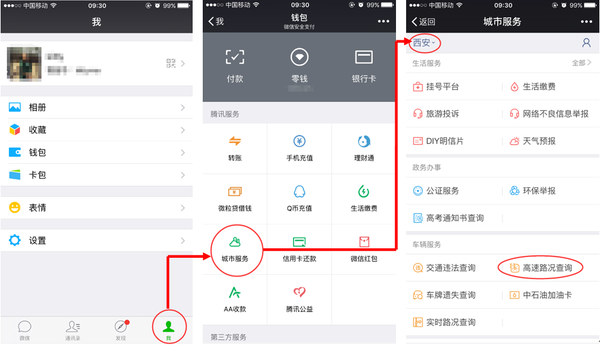 中国移动 09:30 99%
我
相册
收藏
钱包
卡包
表情
设置
微信 通讯录 发现 我
中国移动 09:30 99%
我 钱包
微信安全支付
付款 零钱 银行卡
腾讯服务
转账 手机充值 理财通
微粒贷借钱 Q币充值 生活缴费
城市服务 信用卡还款 微信红包
AA收款 腾讯公益
第三方服务
中国移动 09:30 99%
返回 城市服务
西安
生活服务 全部
挂号平台 生活缴费
旅游投诉 网络不良信息举报
DIY明信片 天气预报
政务办事
公证服务 环保举报
高考通知书查询
车辆服务
交通违法查询 高速路况查询
车牌遗失查询 中石油加油卡
实时路况查询